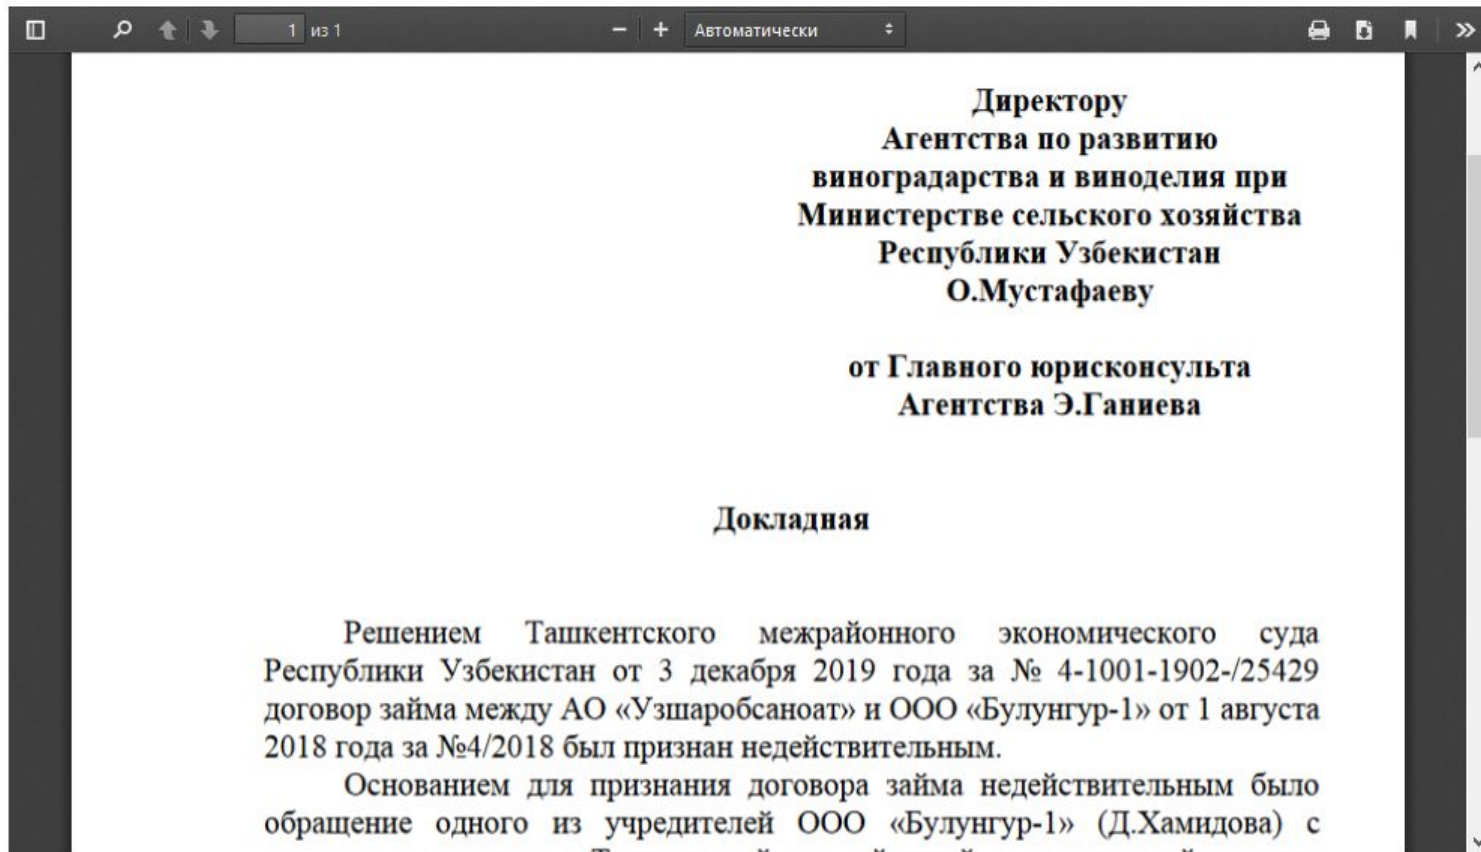 1 из 1
Автоматически
Директору
Агентства по развитию
виноградарства и виноделия при
Министерстве сельского хозяйства
Республики Узбекистан
О.Мустафаеву
от Главного юрисконсульта
Агентства Э.Ганиева
Докладная
Решением Ташкентского межрайонного экономического суда
Республики Узбекистан от 3 декабря 2019 года за № 4-1001-1902-/25429
договор займа между АО «Узшаробсаноат» и ООО «Булунгур-1» от 1 августа
2018 года за №4/2018 был признан недействительным.
Основанием для признания договора займа недействительным было
обращение одного из учредителей ООО «Булунгур-1» (Д.Хамидова) с